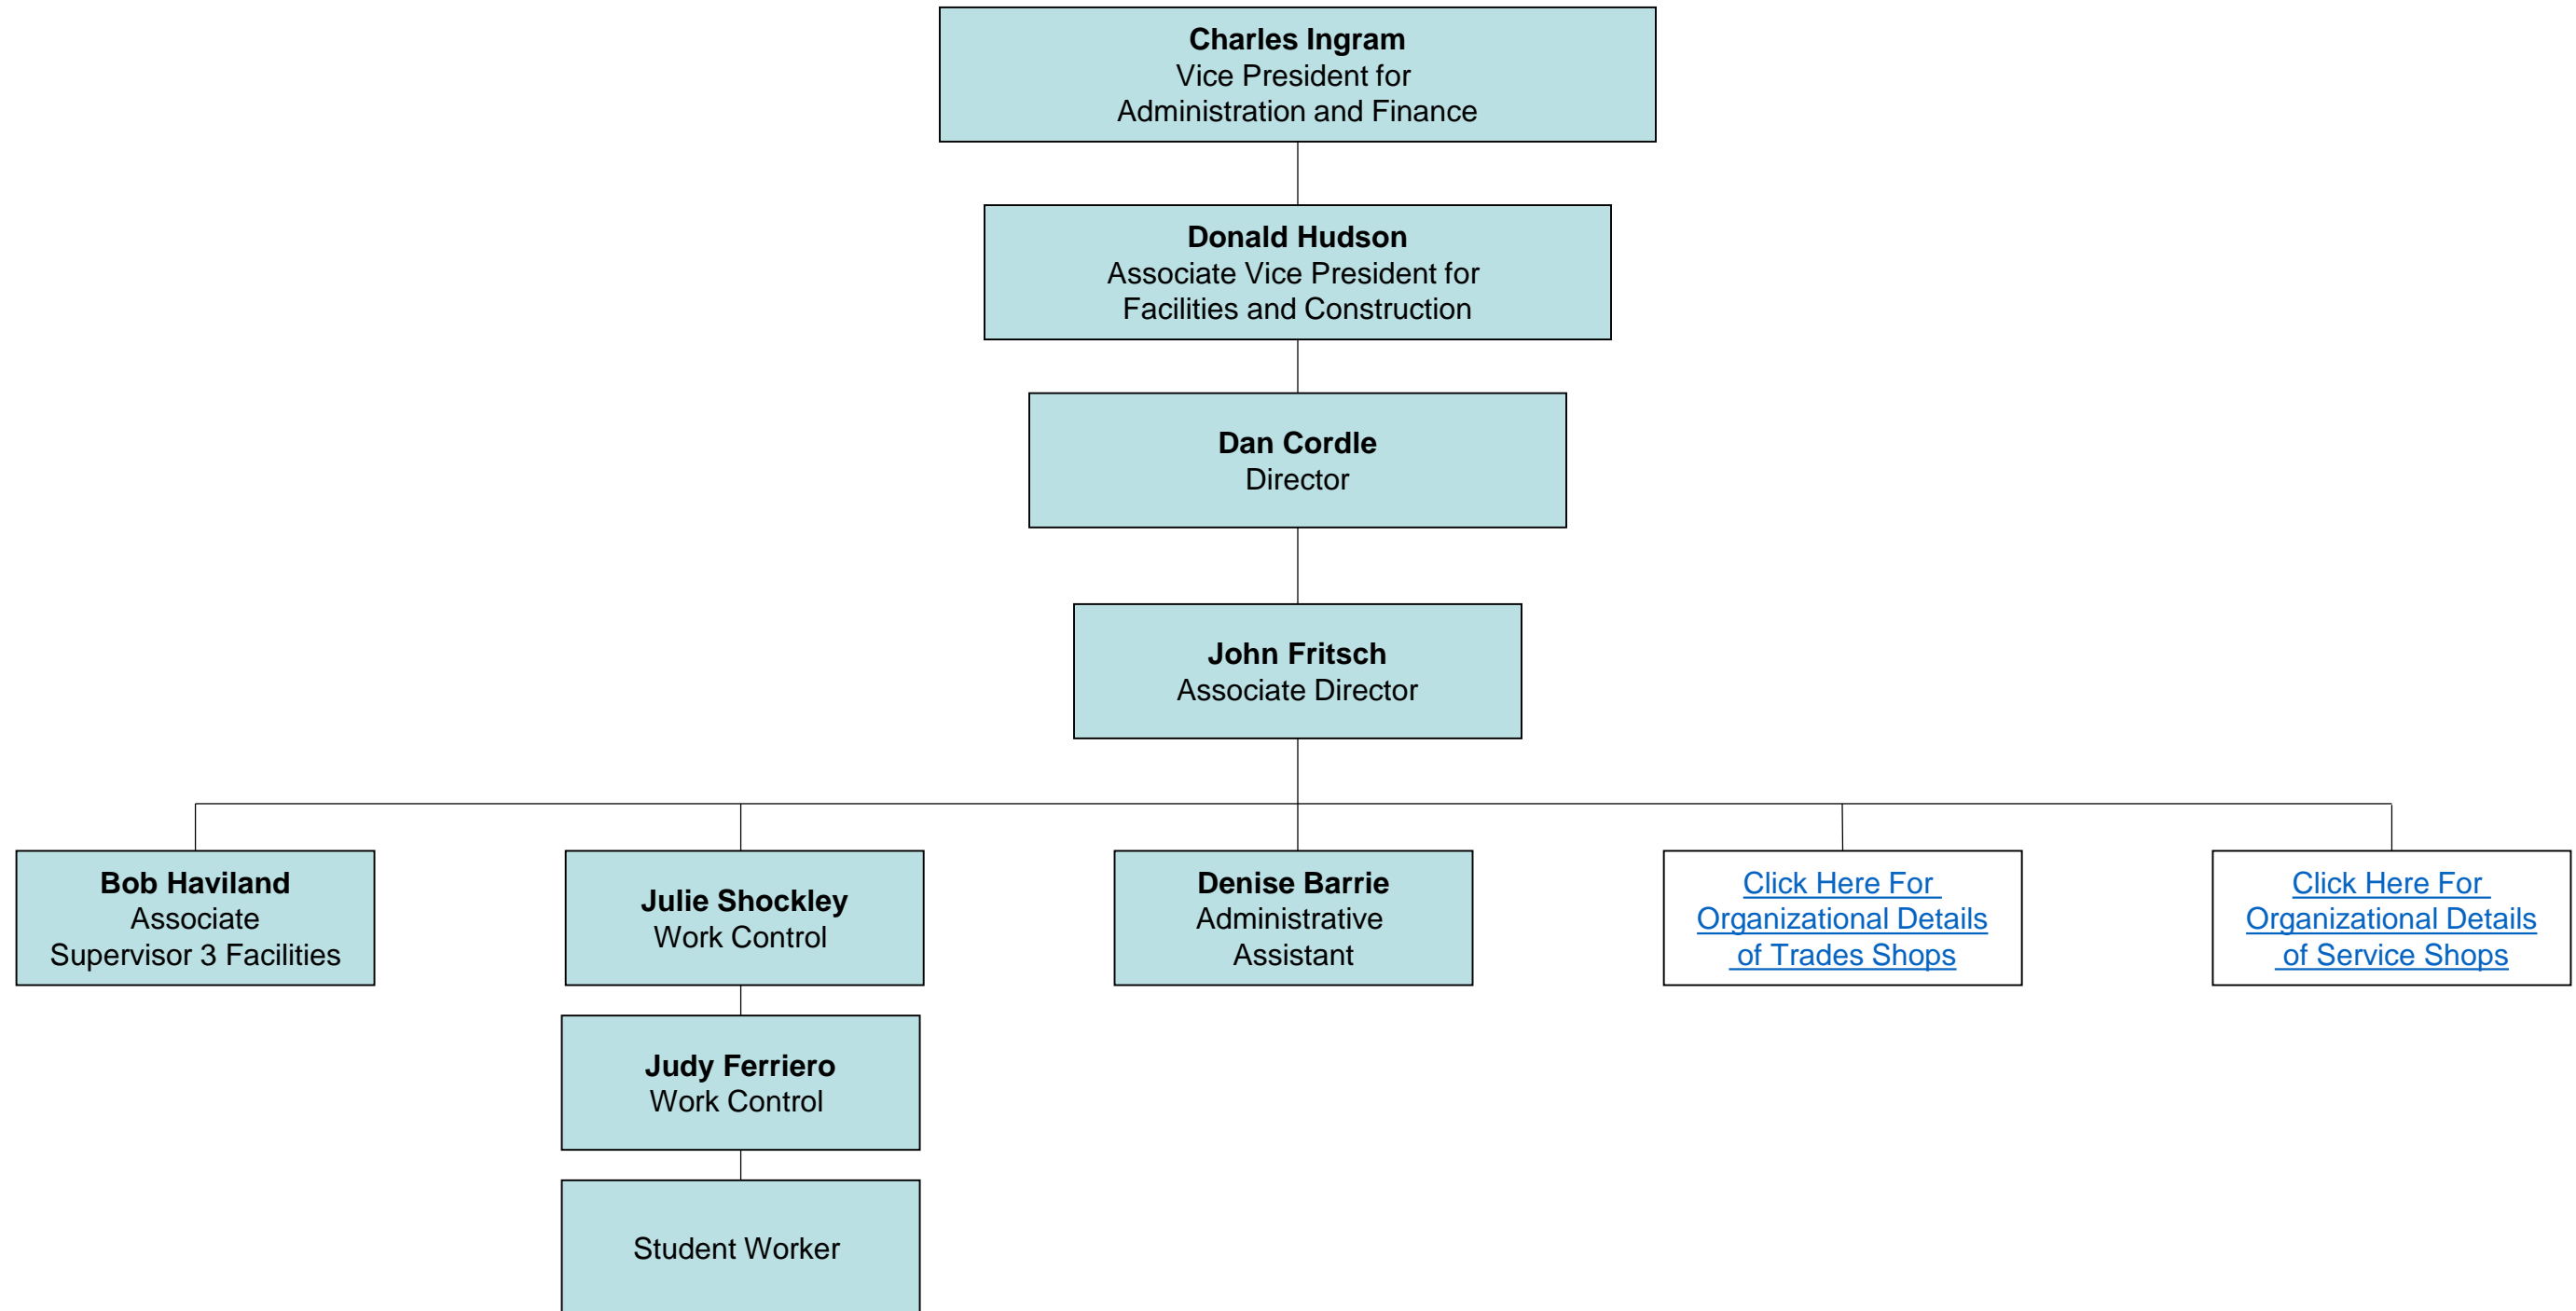 Charles Ingram
Vice President for
Administration and Finance
Donald Hudson
Associate Vice President for
Facilities and Construction
Dan Cordle
Director
John Fritsch
Associate Director
Bob Haviland
Associate
Supervisor 3 Facilities
Julie Shockley
Work Control
Denise Barrie
Administrative
Assistant
Click Here For
Organizational Details
of Trades Shops
Click Here For
Organizational Details
of Service Shops
Judy Ferriero
Work Control
Student Worker